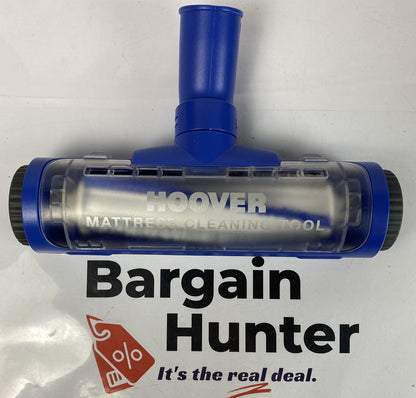 HOOVER
MATTRESS CLEANING TOOL
Bargain
Hunter
%
It's the real deal.